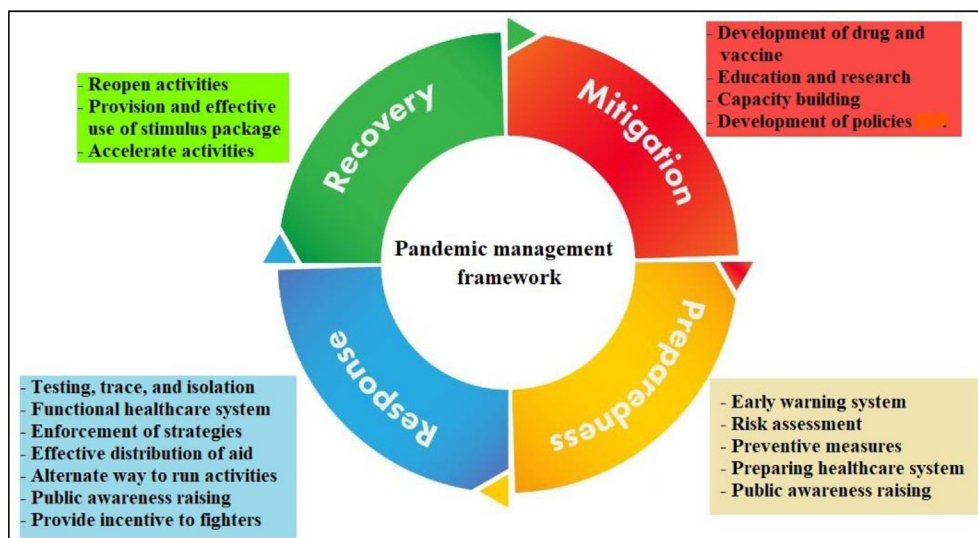 - Reopen activities
- Provision and effective
use of stimulus package
- Accelerate activities
- Development of drug and
vaccine
- Education and research
- Capacity building
- Development of policies .
Recovery
Mitigation
Pandemic management
framework
Response
Preparedness
- Testing, trace, and isolation
- Functional healthcare system
- Enforcement of strategies
- Effective distribution of aid
- Alternate way to run activities
- Public awareness raising
- Provide incentive to fighters
- Early warning system
- Risk assessment
- Preventive measures
- Preparing healthcare system
- Public awareness raising